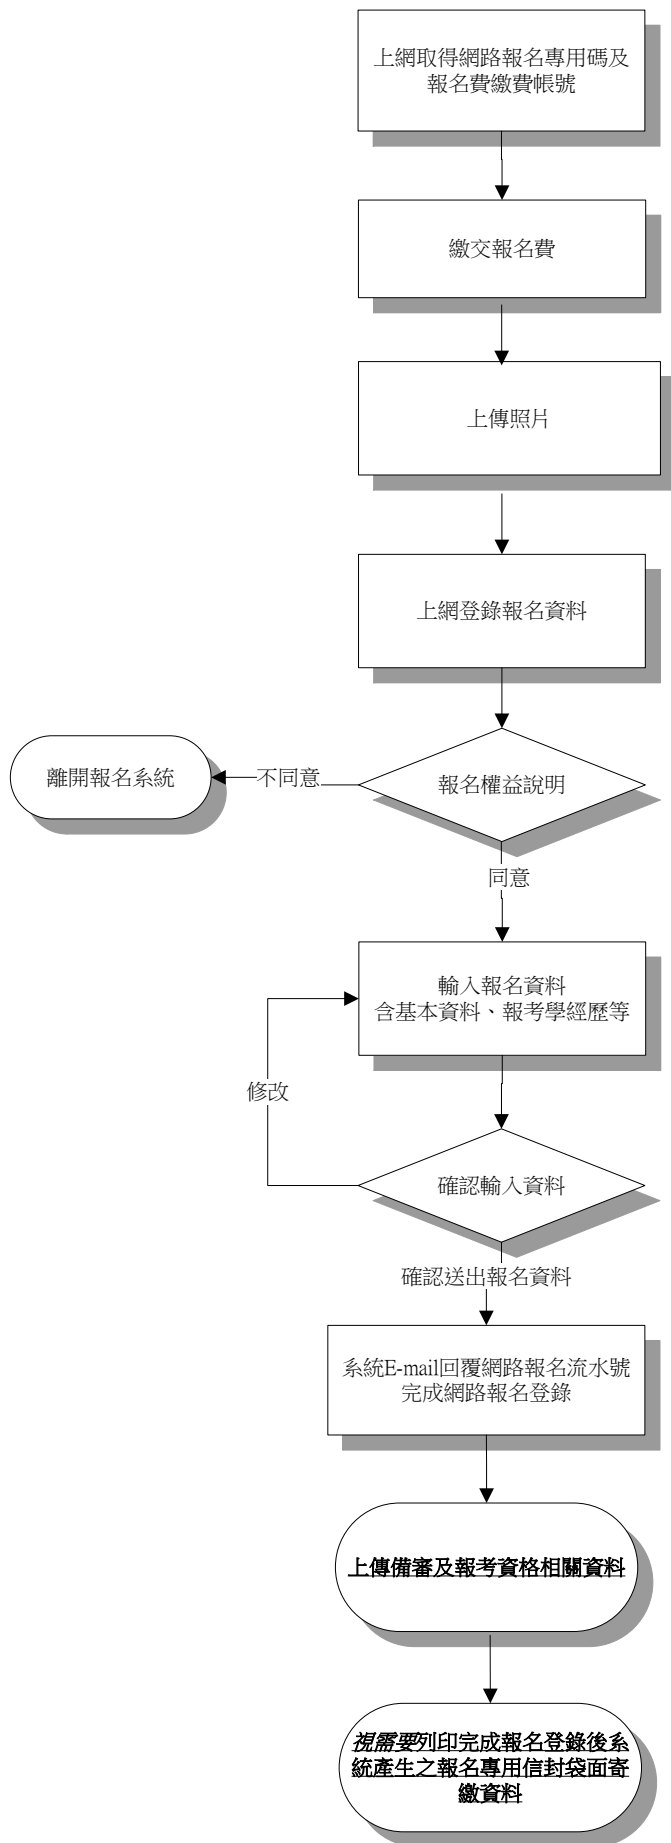 上網取得網路報名專用碼及
報名費繳費帳號
繳交報名費
上傳照片
上網登錄報名資料
報名權益說明
不同意
離開報名系統
同意
輸入報名資料
含基本資料、報考學經歷等
修改
確認輸入資料
確認送出報名資料
系統E-mail回覆網路報名流水號
完成網路報名登錄
上傳備審及報考資格相關資料
視需要列印完成報名登錄後系
統產生之報名專用信封袋面寄
繳資料